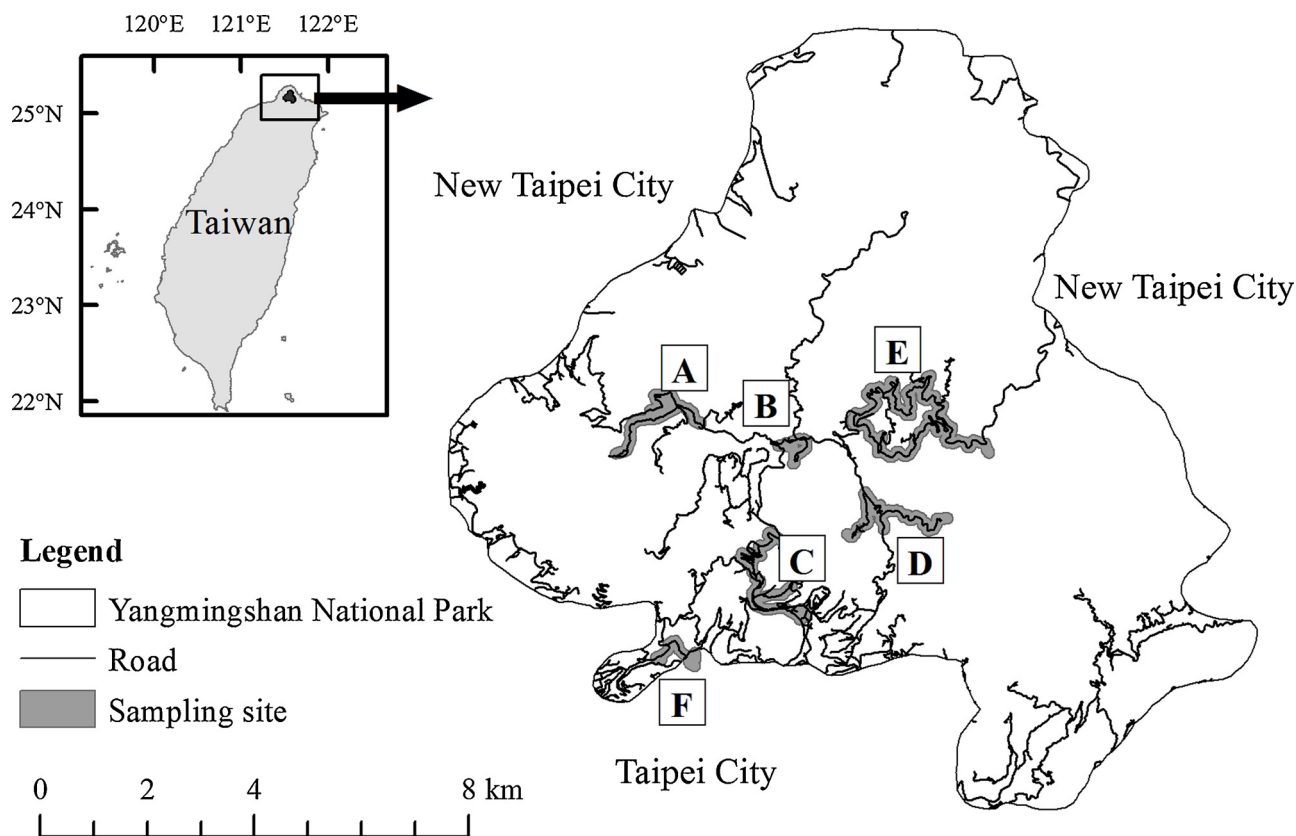 120°E 121°E 122°E
25°N
24°N
23°N
22°N
Taiwan
New Taipei City
New Taipei City
A
B
E
C
D
F
Taipei City
Legend
Yangmingshan National Park
Road
Sampling site
0 2 4 8 km